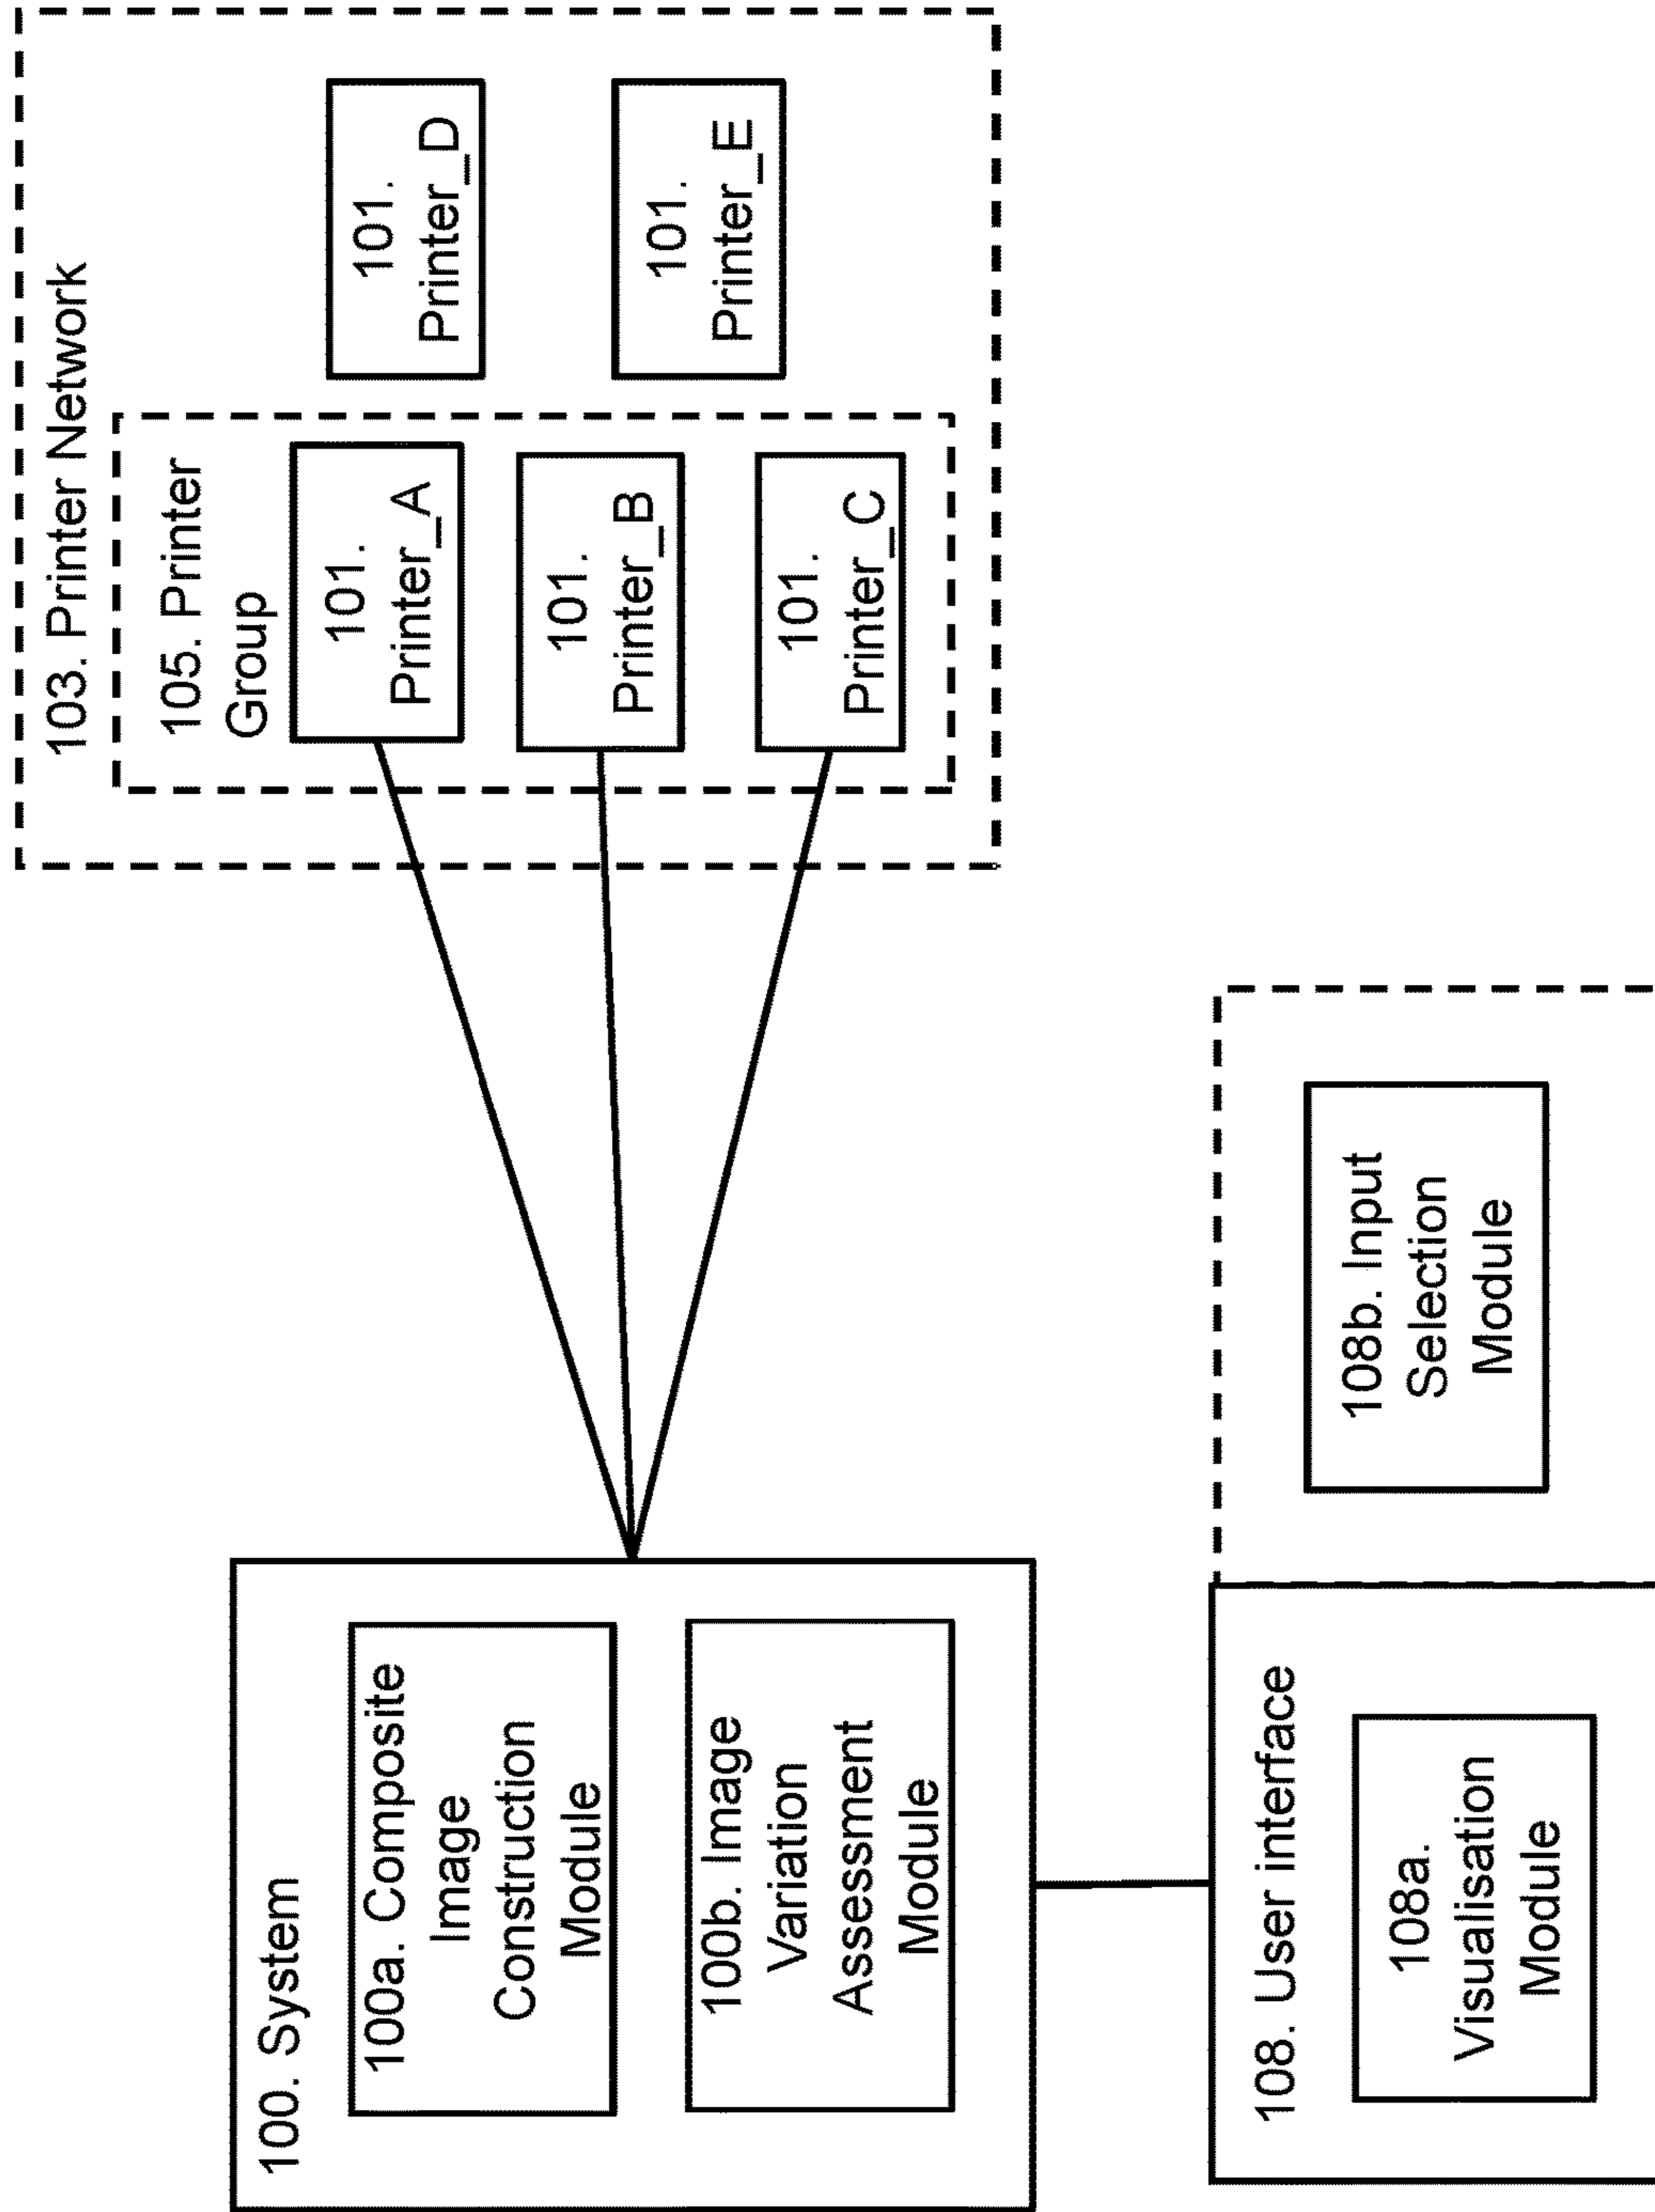 100. System
100a. Composite
Image
Construction
Module
100b. Image
Variation
Assessment
Module
103. Printer Network
105. Printer
Group
101.
Printer_A
101.
Printer_B
101.
Printer_C
101.
Printer_D
101.
Printer_E
108. User interface
108a.
Visualisation
Module
108b. Input
Selection
Module